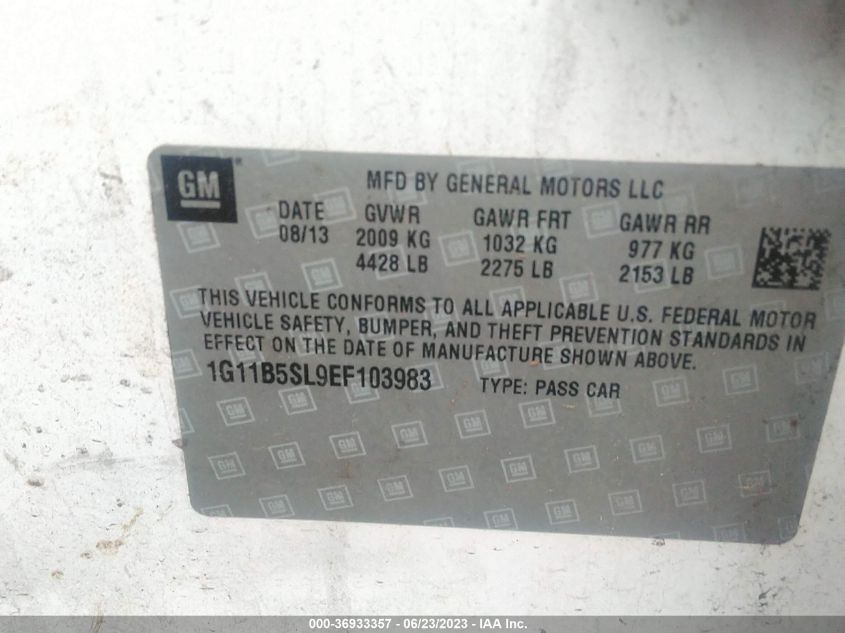 GM
MFD BY GENERAL MOTORS LLC
DATE GVWR GAWR FRT GAWR RR
08/13 2009 KG 1032 KG 977 KG
4428 LB 2275 LB 2153 LB
THIS VEHICLE CONFORMS TO ALL APPLICABLE U.S. FEDERAL MOTOR
VEHICLE SAFETY, BUMPER, AND THEFT PREVENTION STANDARDS IN
EFFECT ON THE DATE OF MANUFACTURE SHOWN ABOVE.
1G11B5SL9EF103983 TYPE: PASS CAR
000-36933357 - 06/23/2023 - IAA Inc.